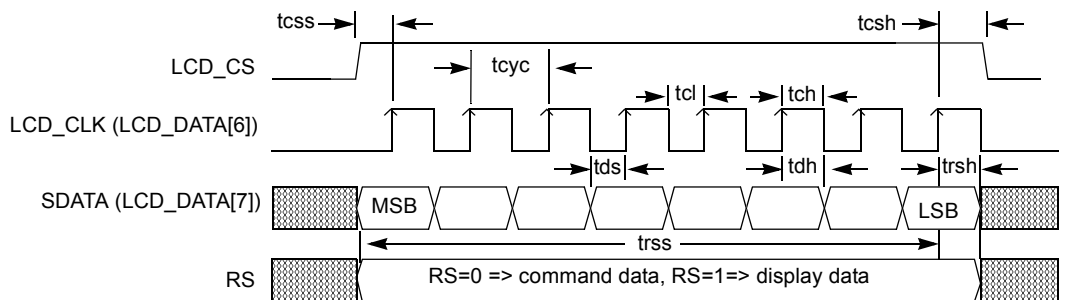 tcss
tcsh
LCD_CS
tcyc
tcl
tch
LCD_CLK (LCD_DATA[6])
tds
tdh
trsh
SDATA (LCD_DATA[7])
MSB
LSB
trss
RS
RS=0 => command data, RS=1=> display data